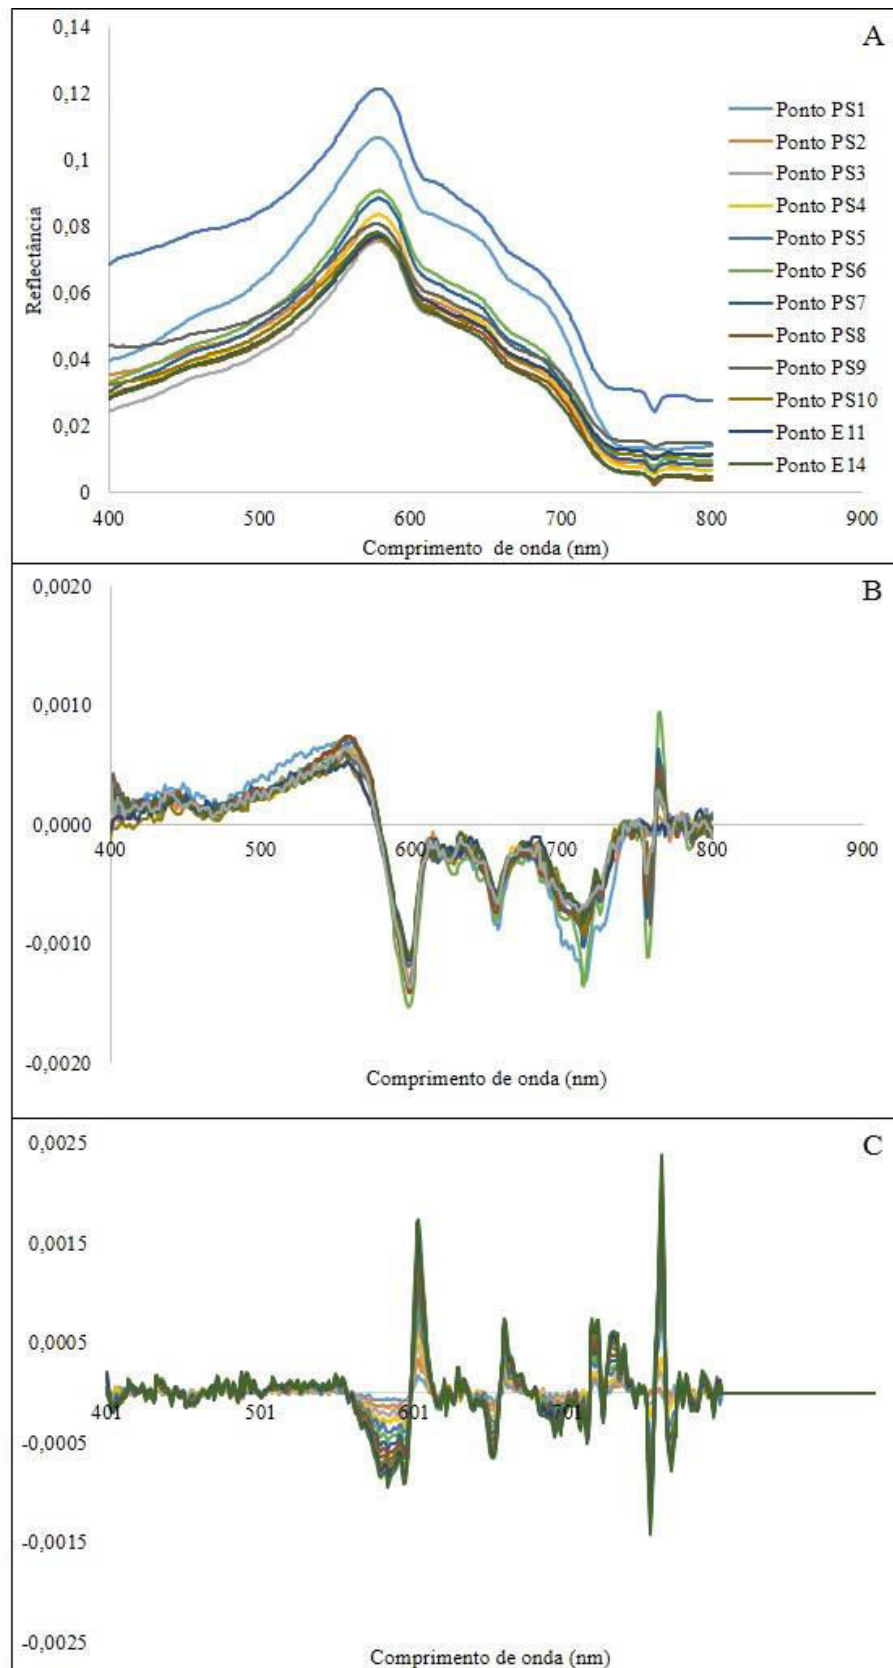 A
0,14
0,12
0,1
0,08
0,06
0,04
0,02
0
Reflectância
400 500 600 700 800 900
Comprimento de onda (nm)
Ponto PS1
Ponto PS2
Ponto PS3
Ponto PS4
Ponto PS5
Ponto PS6
Ponto PS7
Ponto PS8
Ponto PS9
Ponto PS10
Ponto E11
Ponto E14
B
0,0020
0,0010
0,0000
-0,0010
-0,0020
400 500 600 700 800 900
Comprimento de onda (nm)
C
0,0025
0,0015
0,0005
-0,0005
-0,0015
-0,0025
401 501 601 701
Comprimento de onda (nm)